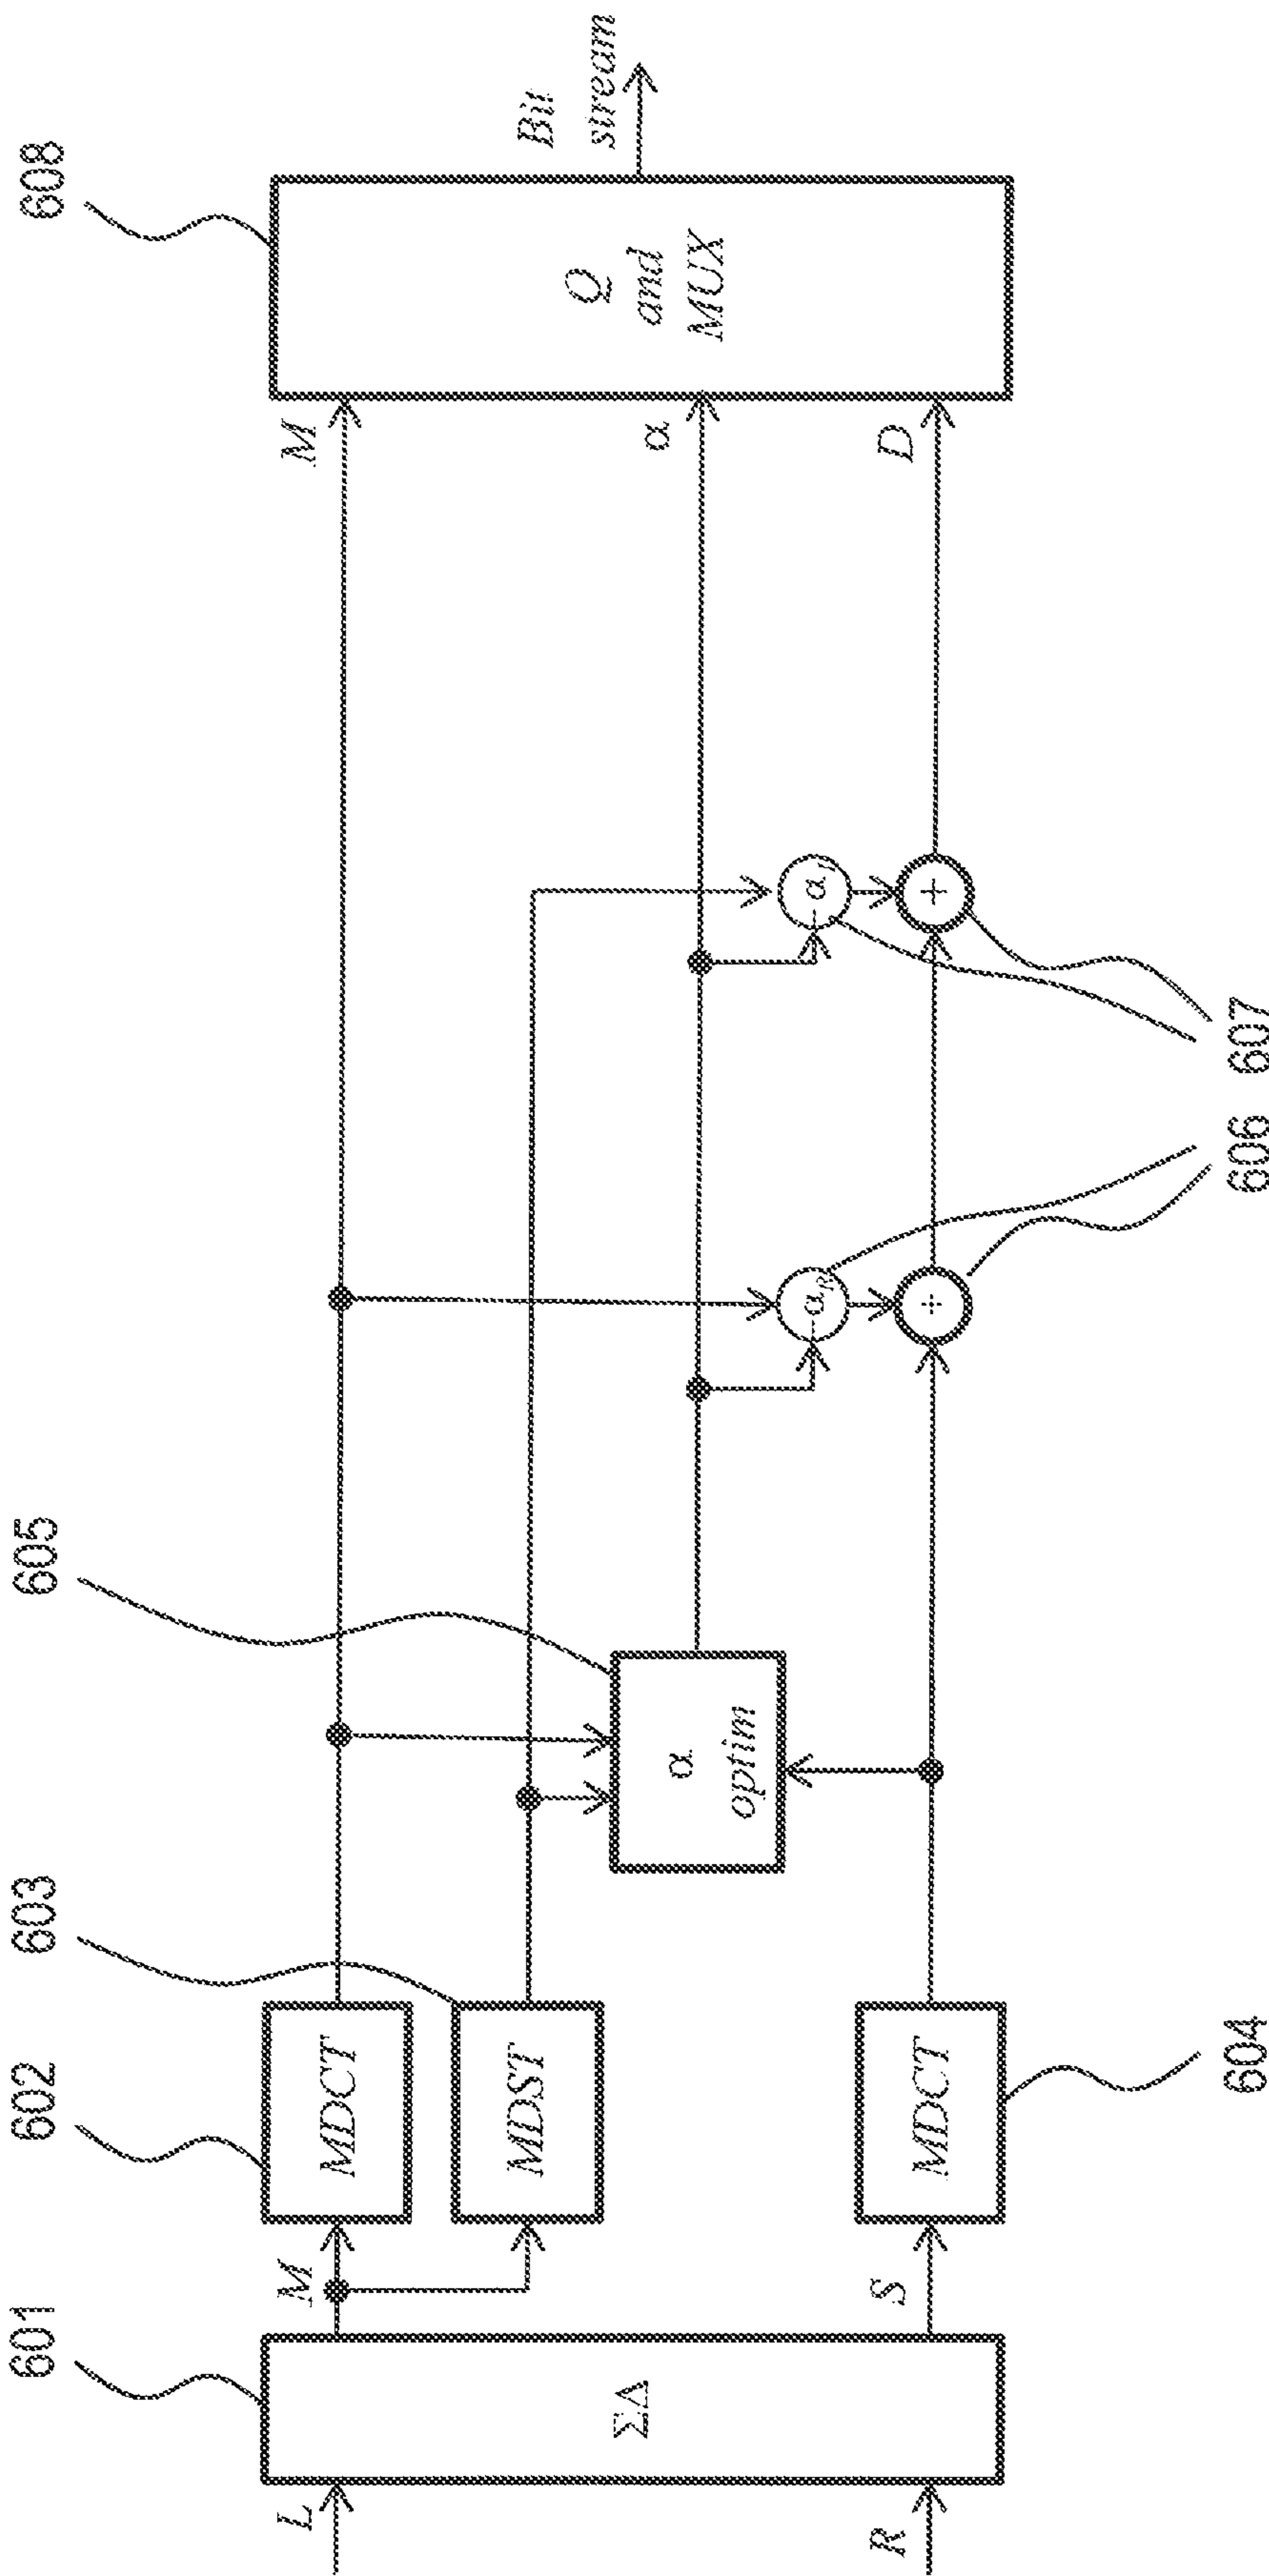 608
Bit
stream
Q
and
MUX
M
α
D
607
-α_I
+
606
-α_R
+
605
α
optim
603
602
MDCT
MDST
MDCT
604
M
S
601
ΣΔ
L
R